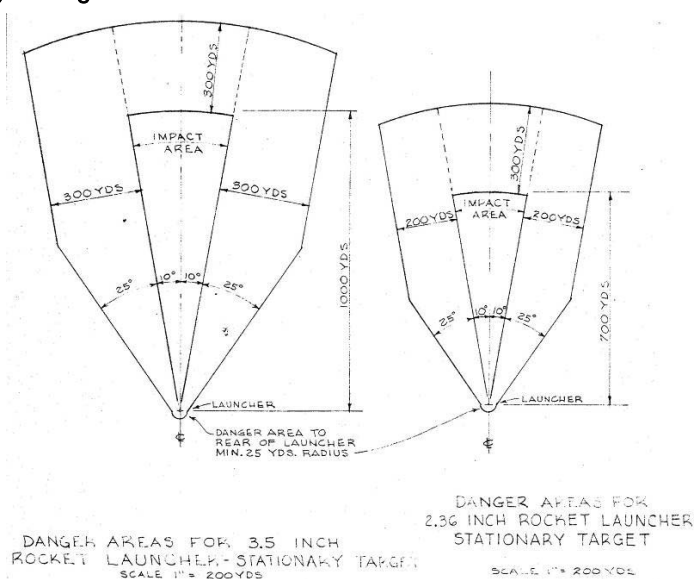 300 YDS
IMPACT
AREA
300 YDS
300 YDS
25°
10°
10°
25°
1000 YDS
LAUNCHER
DANGER AREA TO
REAR OF LAUNCHER
MIN. 25 YDS. RADIUS
DANGER AREAS FOR 3.5 INCH
ROCKET LAUNCHER-STATIONARY TARGET
SCALE 1" = 200 YDS
300 YDS
IMPACT
AREA
200 YDS
200 YDS
25°
10°
10°
25°
700 YDS
LAUNCHER
DANGER AREAS FOR
2.36 INCH ROCKET LAUNCHER
STATIONARY TARGET
SCALE 1" = 200 YDS